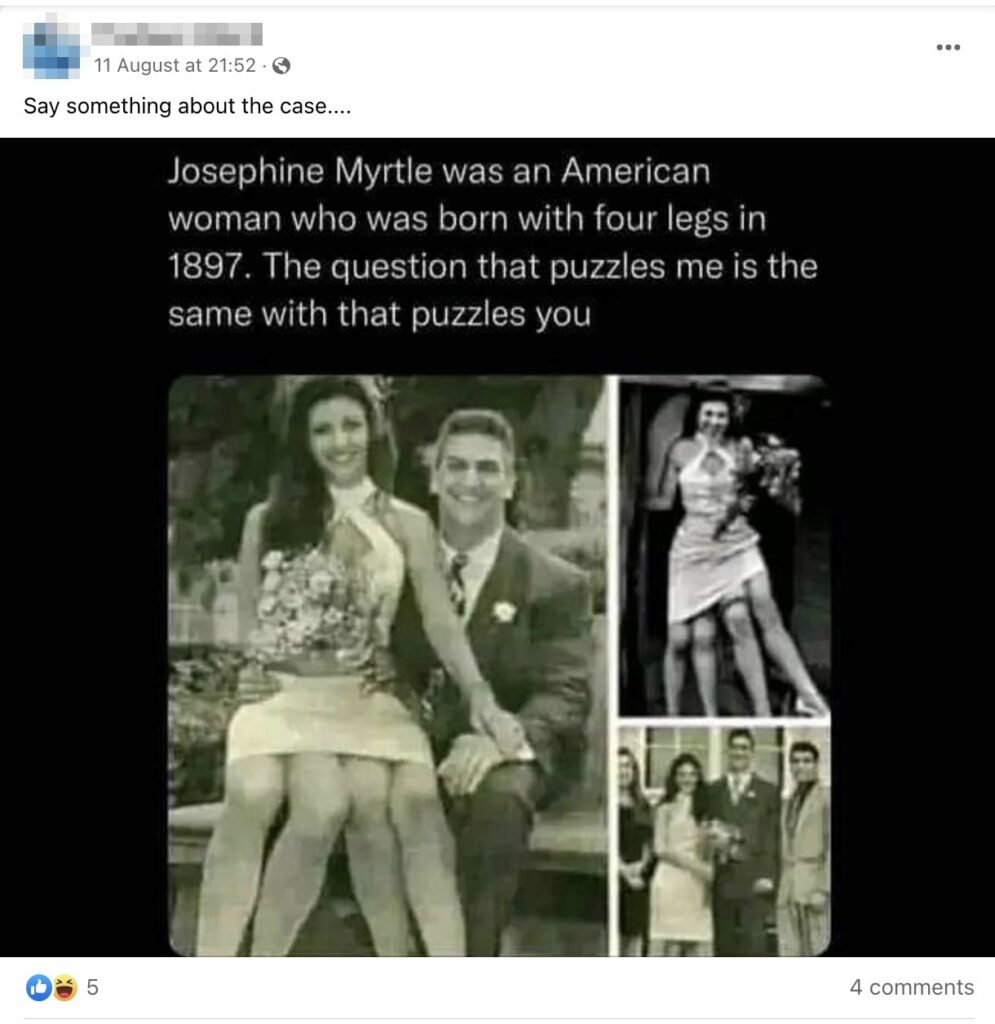 11 August at 21:52 ·
Say something about the case....
Josephine Myrtle was an American
woman who was born with four legs in
1897. The question that puzzles me is the
same with that puzzles you
5
4 comments